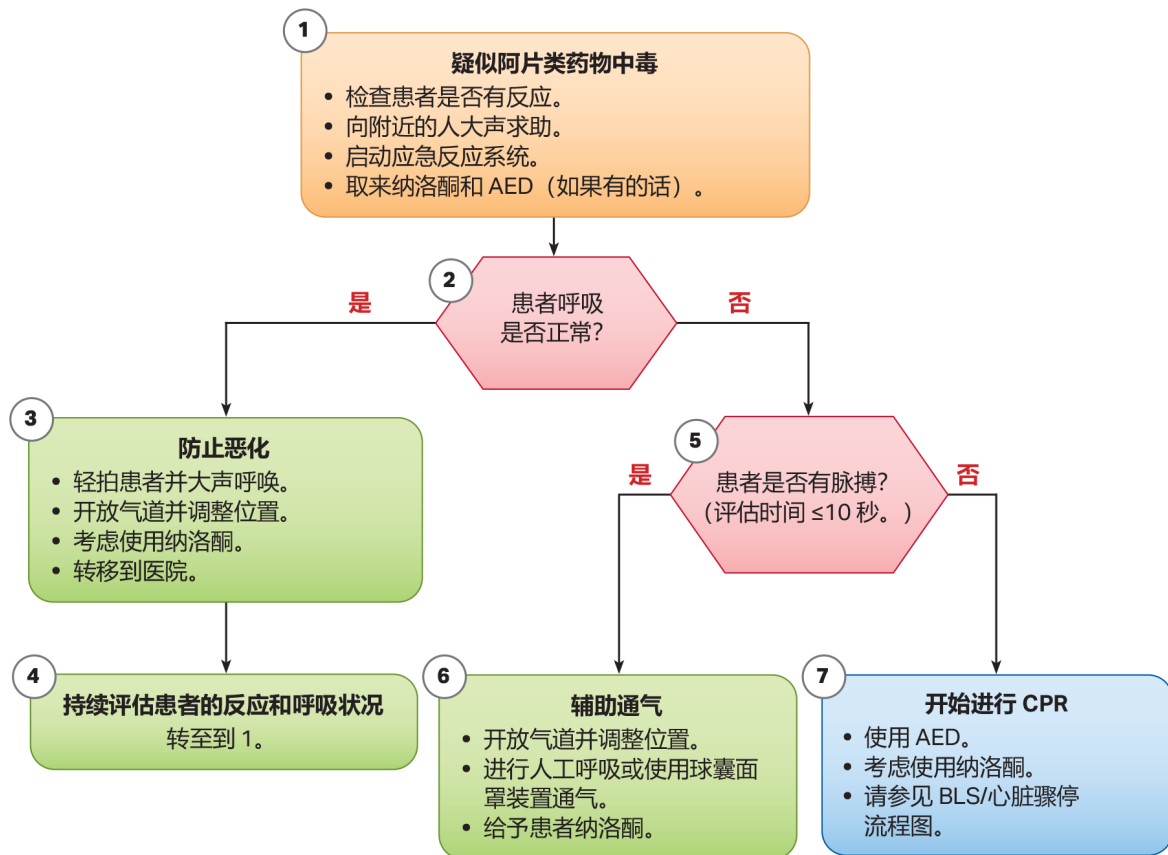 1
疑似阿片类药物中毒
• 检查患者是否有反应。
• 向附近的人大声求助。
• 启动应急反应系统。
• 取来纳洛酮和 AED（如果有的话）。
2
患者呼吸
是否正常？
是
否
3
防止恶化
• 轻拍患者并大声呼唤。
• 开放气道并调整位置。
• 考虑使用纳洛酮。
• 转移到医院。
4
持续评估患者的反应和呼吸状况
转至到 1。
5
患者是否有脉搏？
（评估时间 ≤10 秒。）
是
否
6
辅助通气
• 开放气道并调整位置。
• 进行人工呼吸或使用球囊面
罩装置通气。
• 给予患者纳洛酮。
7
开始进行 CPR
• 使用 AED。
• 考虑使用纳洛酮。
• 请参见 BLS/心脏骤停
流程图。